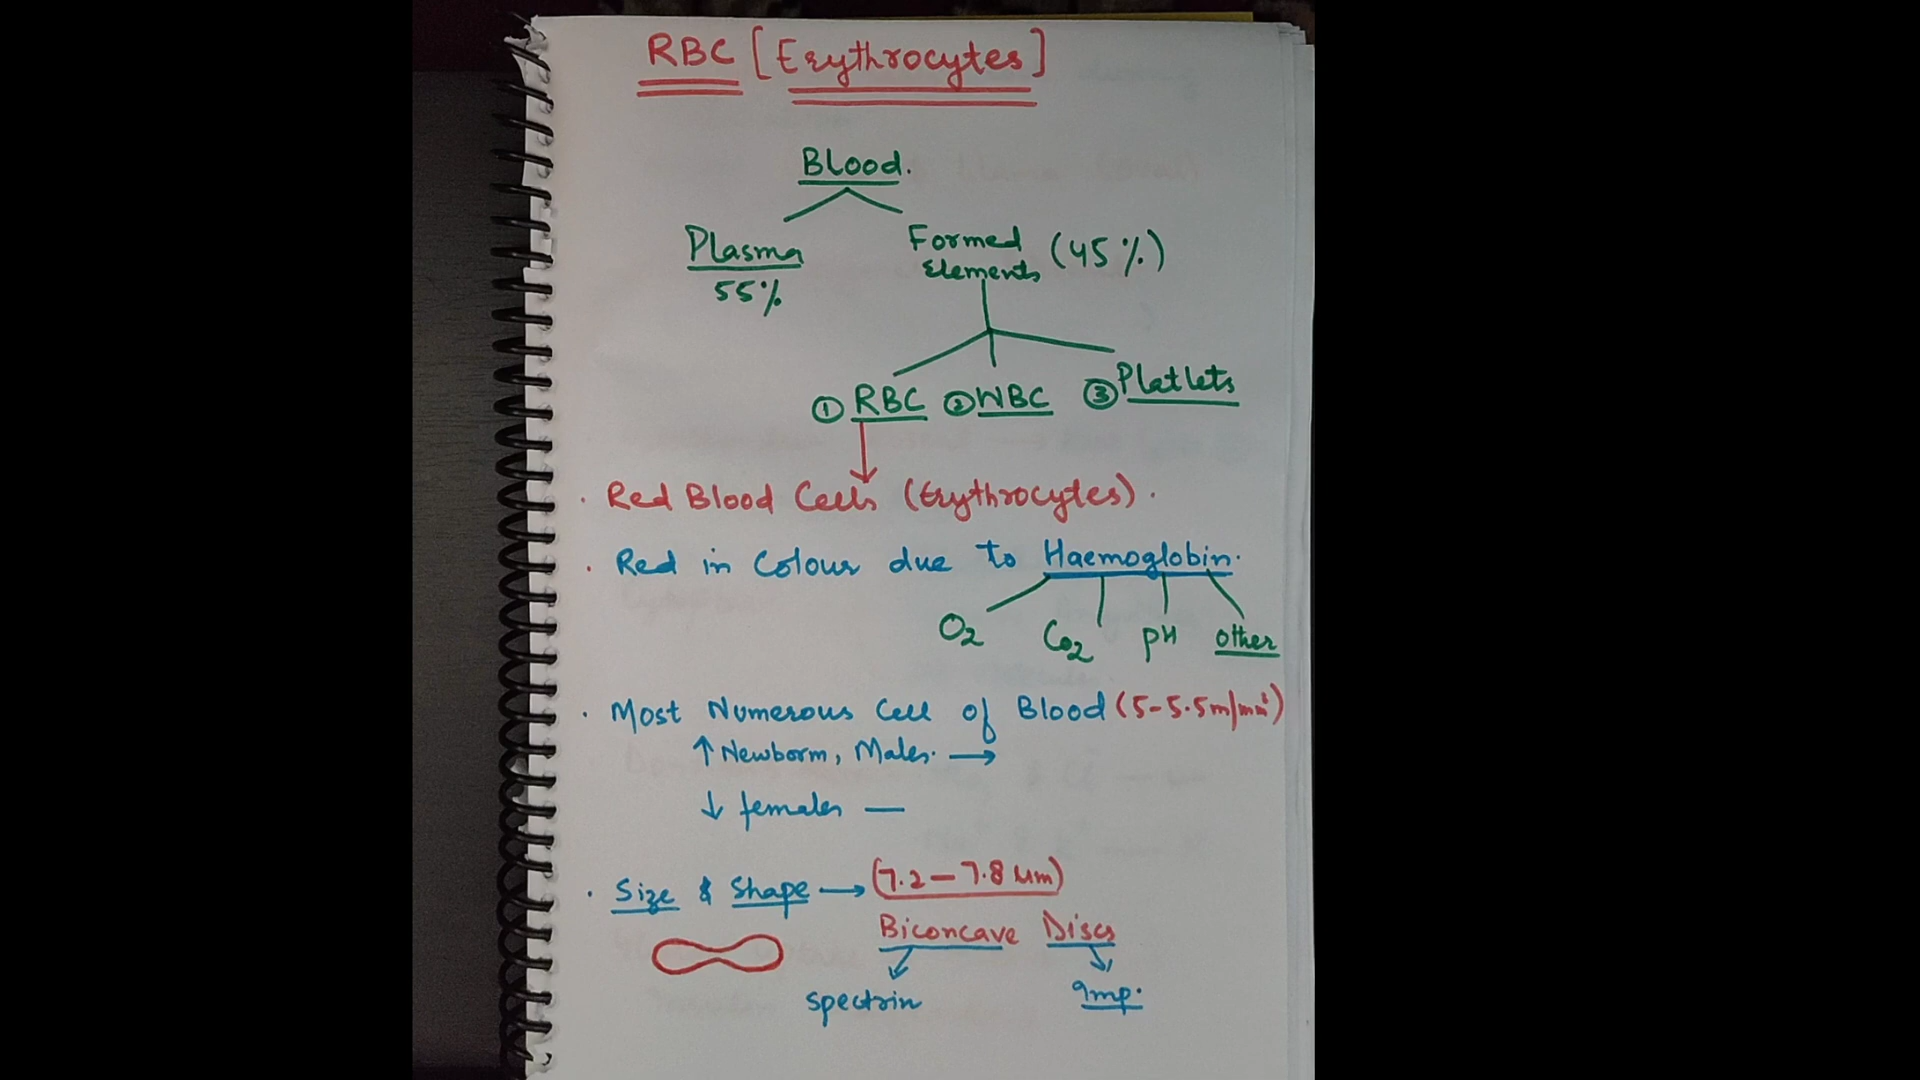 RBC [Erythrocytes]
Blood.
Plasma
55%
Formed
Elements (45%)
① RBC ② WBC ③ Platlets
· Red Blood Cells (Erythrocytes).
· Red in Colour due to Haemoglobin.
O2 Co2 pH other
· Most Numerous Cell of Blood (5-5.5m/mm³)
↑ Newborn, Males. →
↓ females —
· Size & Shape → (7.2 – 7.8 μm)
Biconcave Discs
spectrin Imp.